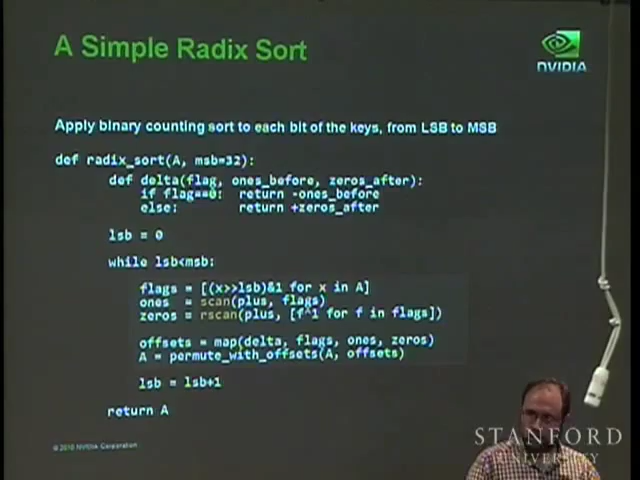 A Simple Radix Sort
NVIDIA
Apply binary counting sort to each bit of the keys, from LSB to MSB
def radix_sort(A, msb=32):
def delta(flag, ones_before, zeros_after):
if flag==0: return -ones_before
else: return +zeros_after
lsb = 0
while lsb<msb:
flags = [(x>>lsb)&1 for x in A]
ones = scan(plus, flags)
zeros = rscan(plus, [f^1 for f in flags])
offsets = map(delta, flags, ones, zeros)
A = permute_with_offsets(A, offsets)
lsb = lsb+1
return A
© 2010 NVIDIA Corporation
STANFORD
UNIVERSITY